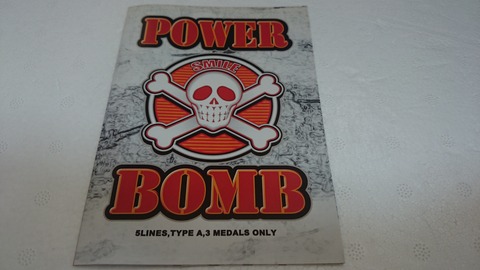 POWER
SMILE
BOMB
5LINES,TYPE A,3 MEDALS ONLY